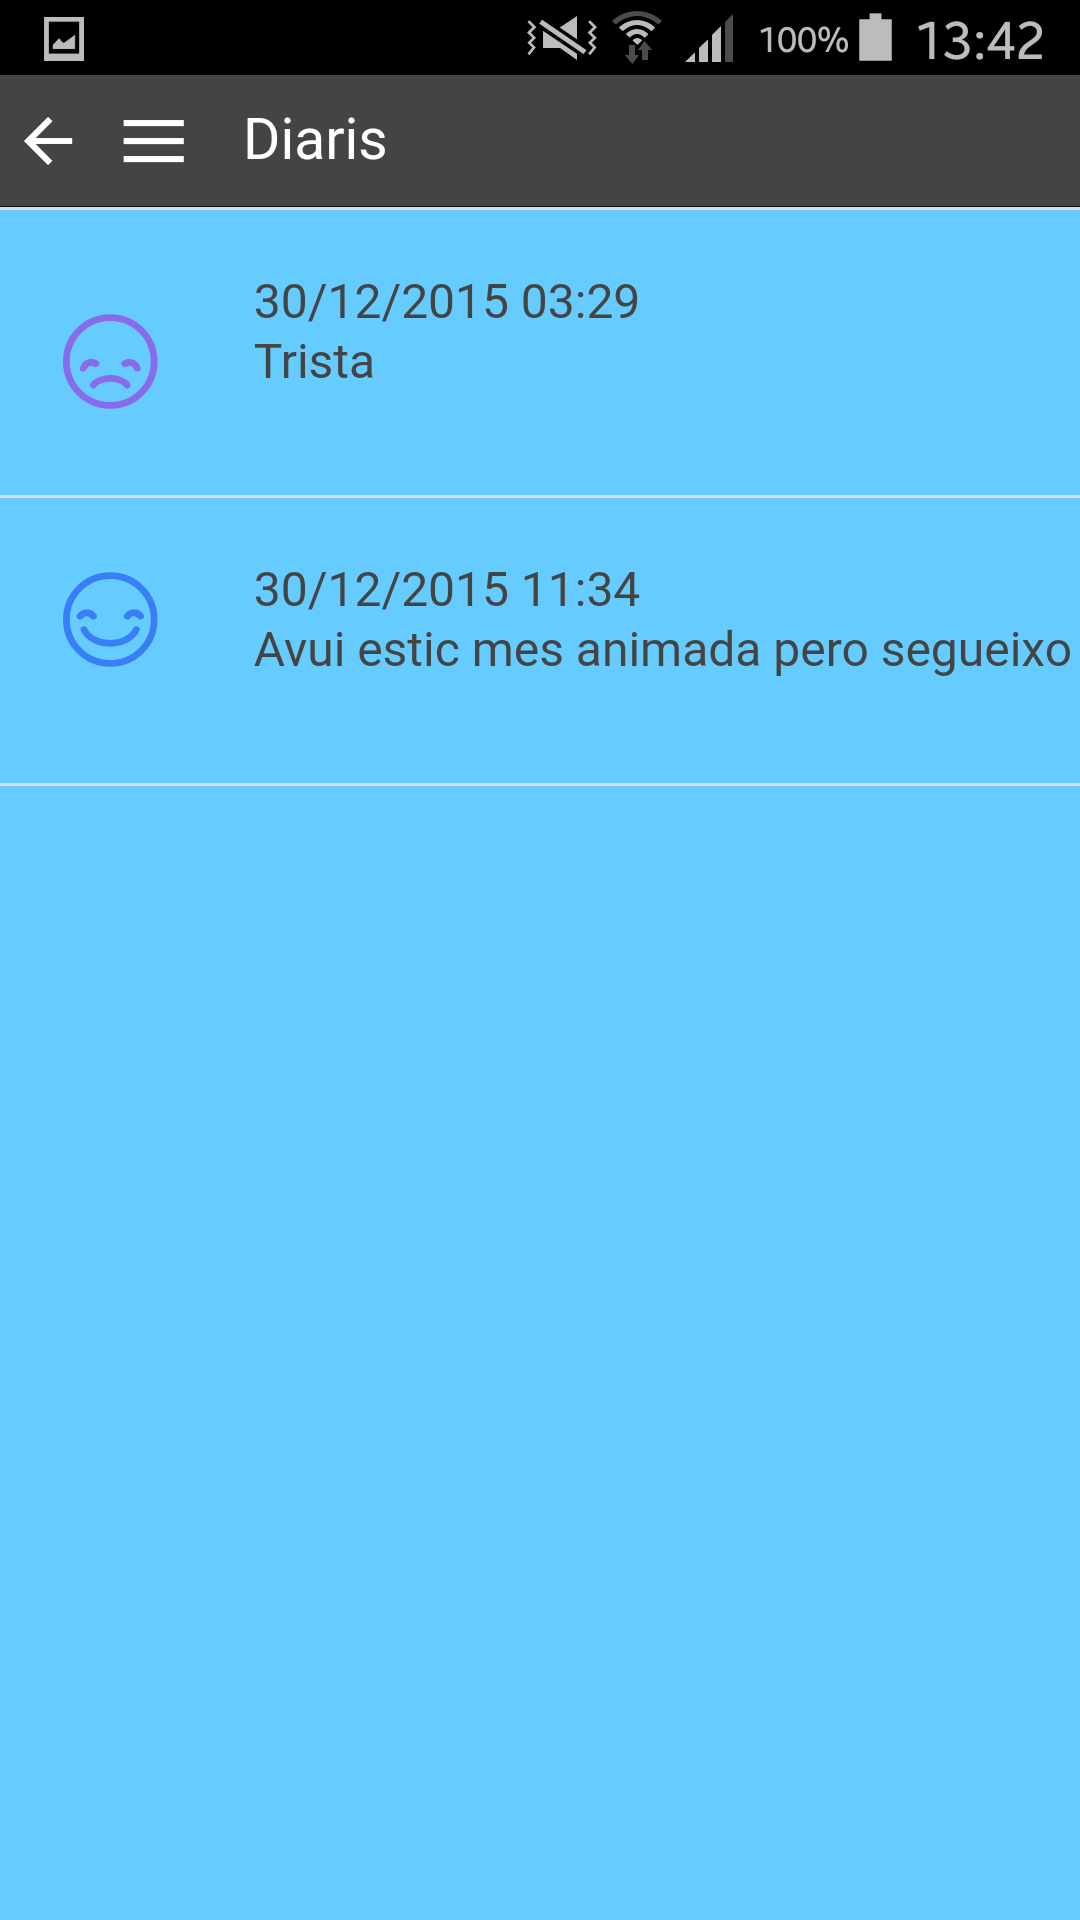 100% 13:42
Diaris
30/12/2015 03:29
Trista
30/12/2015 11:34
Avui estic mes animada pero segueixo